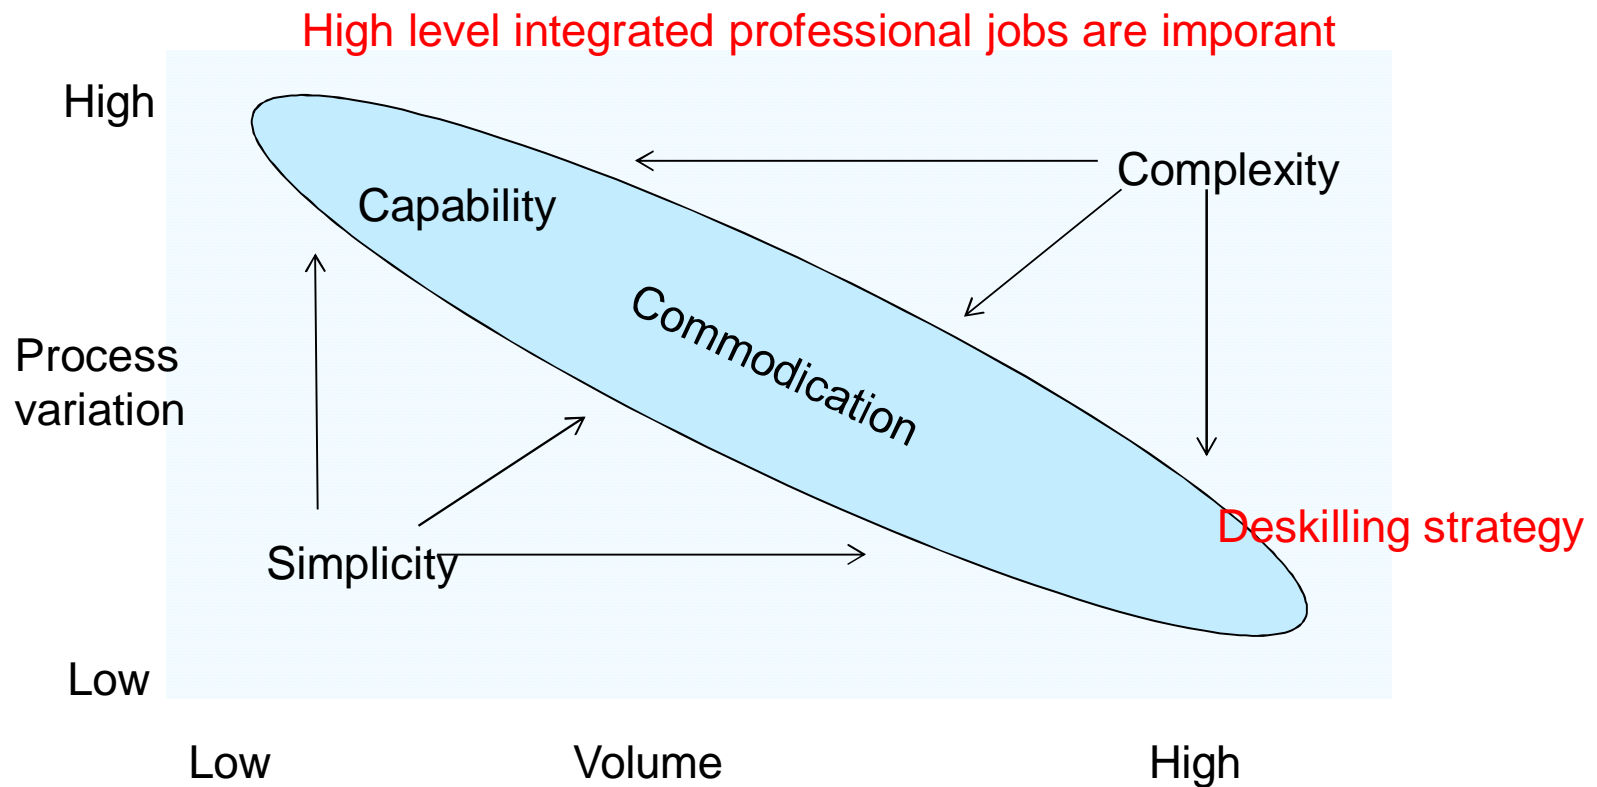 High level integrated professional jobs are imporant
High
Complexity
Capability
Commodication
Process
variation
Deskilling strategy
Simplicity
Low
Low
Volume
High